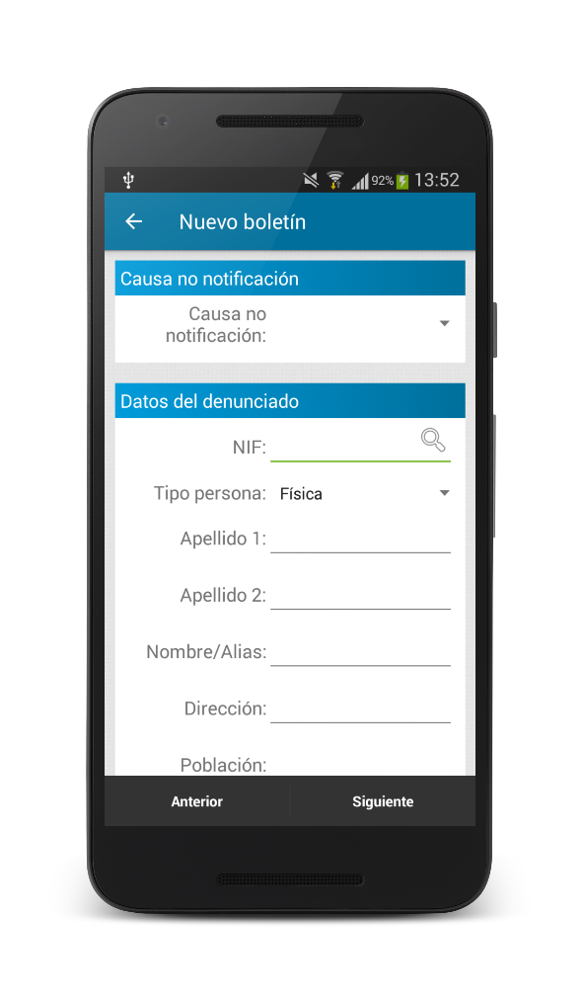 92% 13:52
Nuevo boletín
Causa no notificación
Causa no
notificación:
Datos del denunciado
NIF:
Tipo persona: Física
Apellido 1:
Apellido 2:
Nombre/Alias:
Dirección:
Población:
Anterior Siguiente